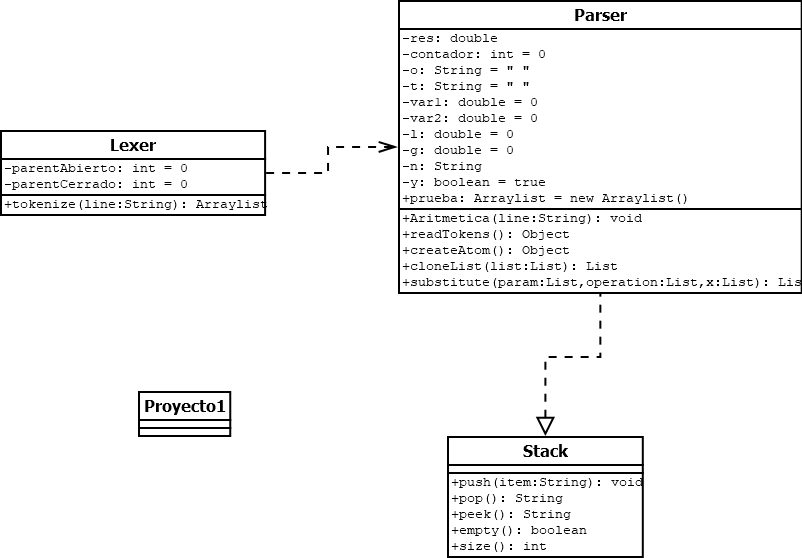 Parser
-res: double
-contador: int = 0
-o: String = " "
-t: String = " "
-var1: double = 0
-var2: double = 0
-l: double = 0
-g: double = 0
-n: String
-y: boolean = true
+prueba: Arraylist = new Arraylist()
+Aritmetica(line:String): void
+readTokens(): Object
+createAtom(): Object
+cloneList(list:List): List
+substitute(param:List,operation:List,x:List): Lis
Lexer
-parentAbierto: int = 0
-parentCerrado: int = 0
+tokenize(line:String): Arraylist
Proyecto1
Stack
+push(item:String): void
+pop(): String
+peek(): String
+empty(): boolean
+size(): int